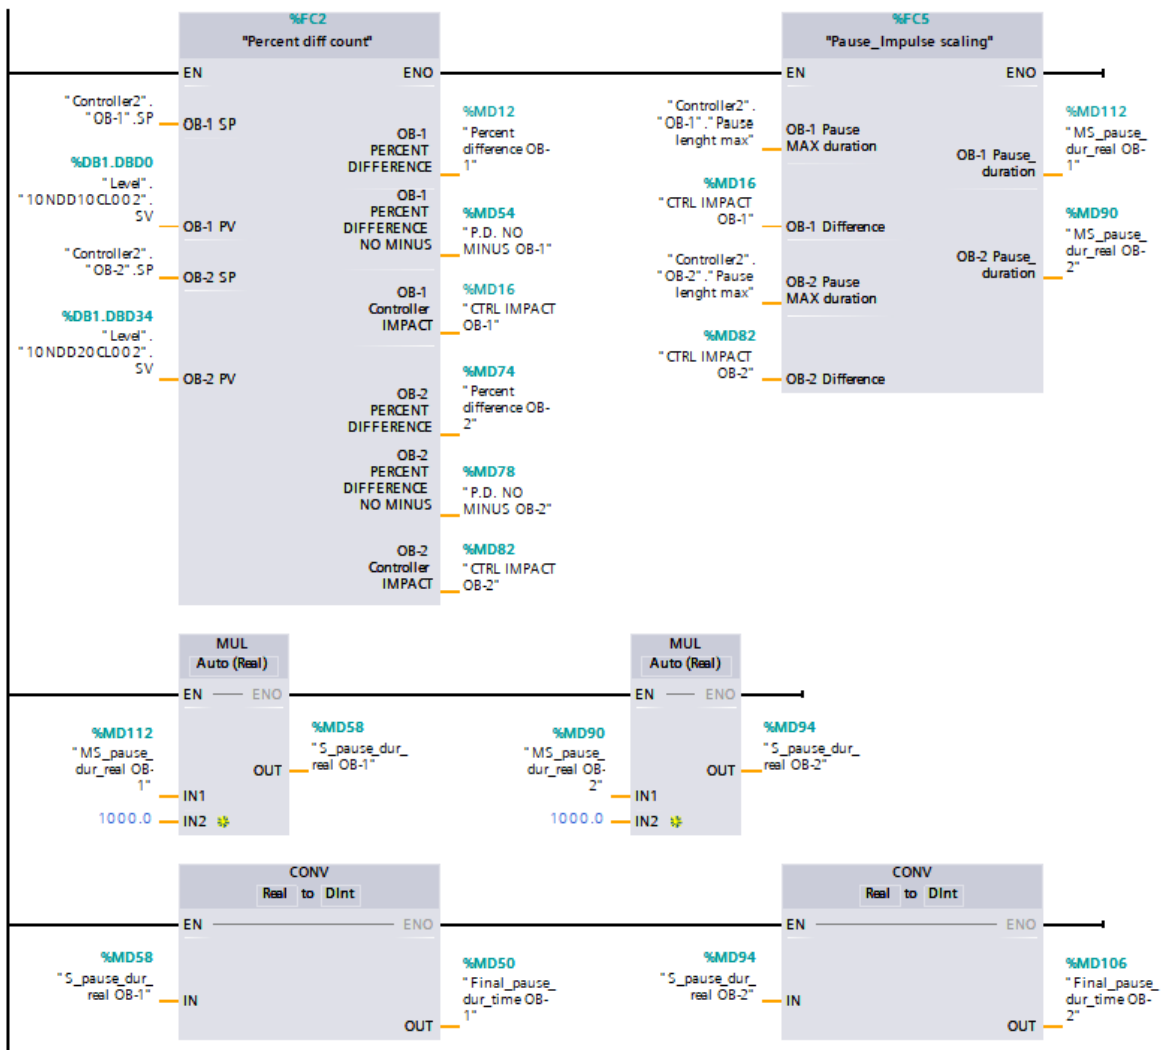 %FC2
"Percent diff count"
EN
ENO
"Controller2".
"OB-1".SP
OB-1 SP
%DB1.DBD0
"Level".
"10NDD10CL002".
SV
OB-1 PV
"Controller2".
"OB-2".SP
OB-2 SP
%DB1.DBD34
"Level".
"10NDD20CL002".
SV
OB-2 PV
OB-1
PERCENT
DIFFERENCE
%MD12
"Percent
difference OB-
1"
OB-1
PERCENT
DIFFERENCE
NO MINUS
%MD54
"P.D. NO
MINUS OB-1"
OB-1
Controller
IMPACT
%MD16
"CTRL IMPACT
OB-1"
OB-2
PERCENT
DIFFERENCE
%MD74
"Percent
difference OB-
2"
OB-2
PERCENT
DIFFERENCE
NO MINUS
%MD78
"P.D. NO
MINUS OB-2"
OB-2
Controller
IMPACT
%MD82
"CTRL IMPACT
OB-2"
%FC5
"Pause_Impulse scaling"
EN
ENO
"Controller2".
"OB-1"."Pause
lenght max"
OB-1 Pause
MAX duration
%MD16
"CTRL IMPACT
OB-1"
OB-1 Difference
"Controller2".
"OB-2"."Pause
lenght max"
OB-2 Pause
MAX duration
%MD82
"CTRL IMPACT
OB-2"
OB-2 Difference
OB-1 Pause_
duration
%MD112
"MS_pause_
dur_real OB-
1"
OB-2 Pause_
duration
%MD90
"MS_pause_
dur_real OB-
2"
MUL
Auto (Real)
EN
ENO
%MD112
"MS_pause_
dur_real OB-
1"
IN1
1000.0
IN2
OUT
%MD58
"S_pause_dur_
real OB-1"
MUL
Auto (Real)
EN
ENO
%MD90
"MS_pause_
dur_real OB-
2"
IN1
1000.0
IN2
OUT
%MD94
"S_pause_dur_
real OB-2"
CONV
Real to DInt
EN
ENO
%MD58
"S_pause_dur_
real OB-1"
IN
OUT
%MD50
"Final_pause_
dur_time OB-
1"
CONV
Real to DInt
EN
ENO
%MD94
"S_pause_dur_
real OB-2"
IN
OUT
%MD106
"Final_pause_
dur_time OB-
2"